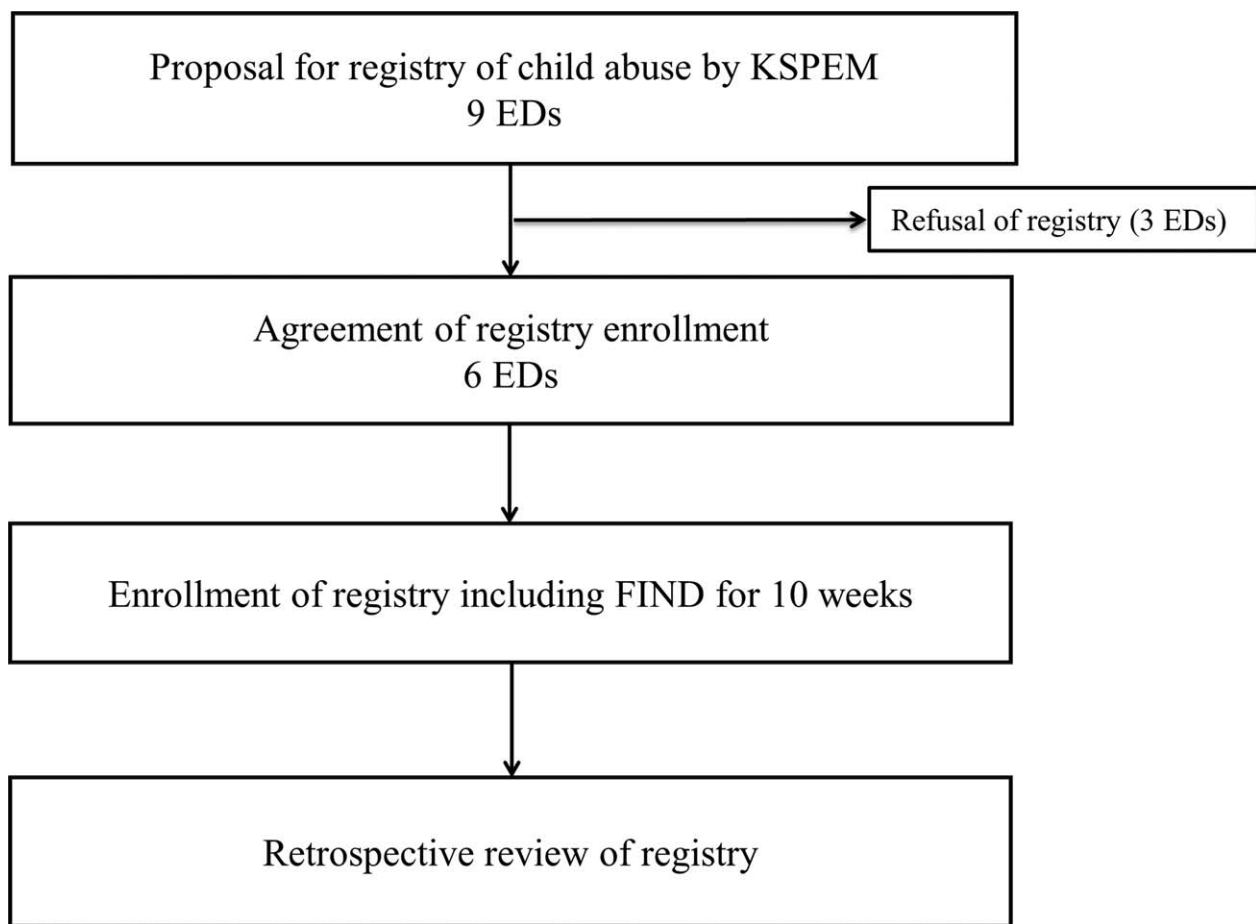 Proposal for registry of child abuse by KSPEM
9 EDs
Refusal of registry (3 EDs)
Agreement of registry enrollment
6 EDs
Enrollment of registry including FIND for 10 weeks
Retrospective review of registry